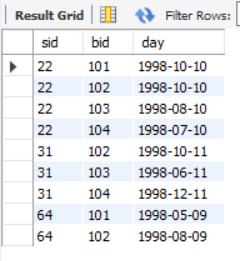 Result Grid Filter Rows:
sid bid day
22 101 1998-10-10
22 102 1998-10-10
22 103 1998-08-10
22 104 1998-07-10
31 102 1998-10-11
31 103 1998-06-11
31 104 1998-12-11
64 101 1998-05-09
64 102 1998-08-09